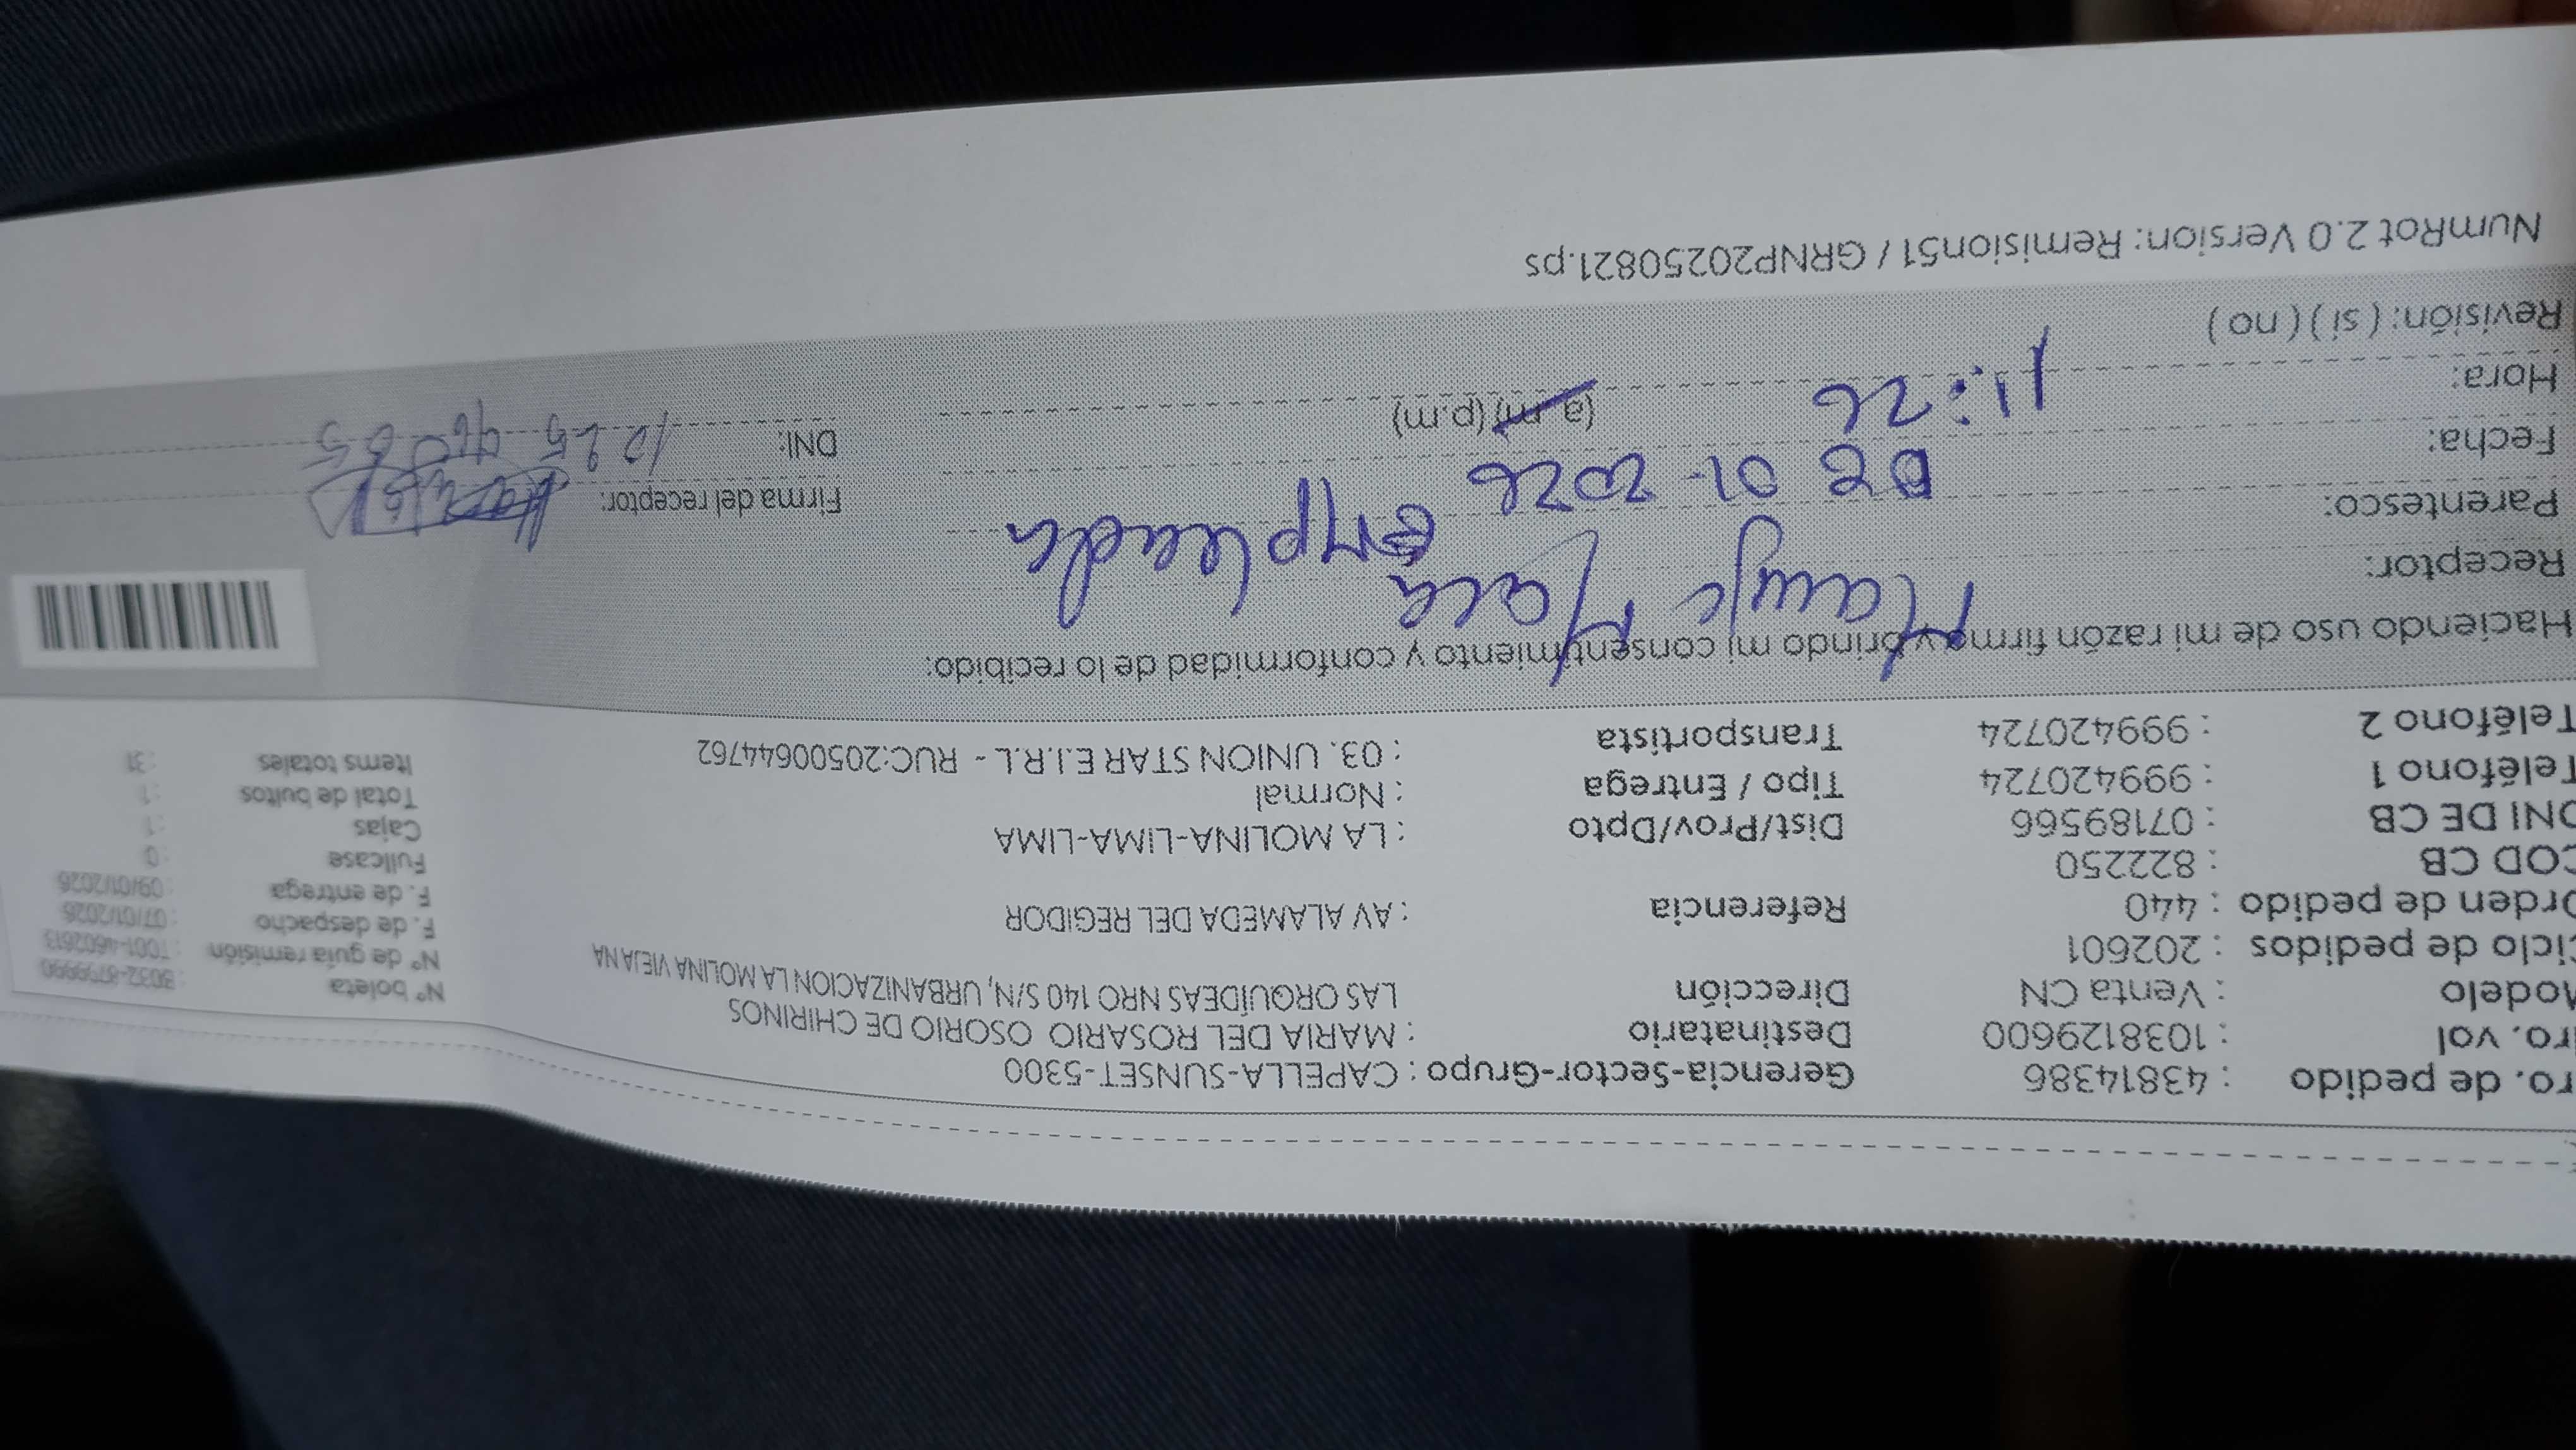 ro. de pedido : 43814386 Gerencia-Sector-Grupo : CAPELLA-SUNSET-5300
ro. vol : 1038129600 Destinatario : MARIA DEL ROSARIO OSORIO DE CHIRINOS
Modelo : Venta CN Dirección LAS ORQUÍDEAS NRO 140 S/N, URBANIZACION LA MOLINA VIEJA NA
Ciclo de pedidos : 202601
Orden de pedido : 440 Referencia : AV ALAMEDA DEL REGIDOR
COD CB : 822250
DNI DE CB : 07189566 Dist/Prov/Dpto : LA MOLINA-LIMA-LIMA
Teléfono 1 : 999420724 Tipo / Entrega : Normal
Teléfono 2 : 999420724 Transportista : 03. UNION STAR E.I.R.L - RUC:20500644762
Nº boleta
Nº de guía remisión : T001-4602613
F. de despacho : 07/01/2026
F. de entrega : 09/01/2026
Fullcase : 0
Cajas : 1
Total de bultos : 1
Items totales : 31
Haciendo uso de mi razón firmo y brindo mi consentimiento y conformidad de lo recibido:
Receptor:
Parentesco: empleada
Fecha: 08 01-2026
Hora: 11:26 (a.m) (p.m)
Revisión: ( si ) ( no )
Firma del receptor:
DNI:
NumRot 2.0 Version: Remision51 / GRNP20250821.ps